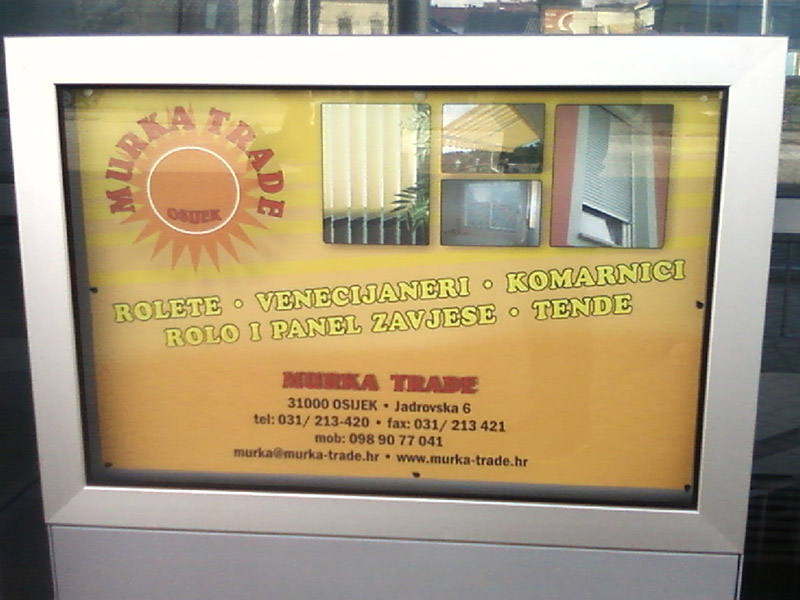 MURKA TRADE
OSIJEK
ROLETE • VENECIJANERI • KOMARNICI
ROLO I PANEL ZAVJESE • TENDE
MURKA TRADE
31000 OSIJEK • Jadrovska 6
tel: 031/ 213-420 • fax: 031/ 213 421
mob: 098 90 77 041
murka@murka-trade.hr • www.murka-trade.hr